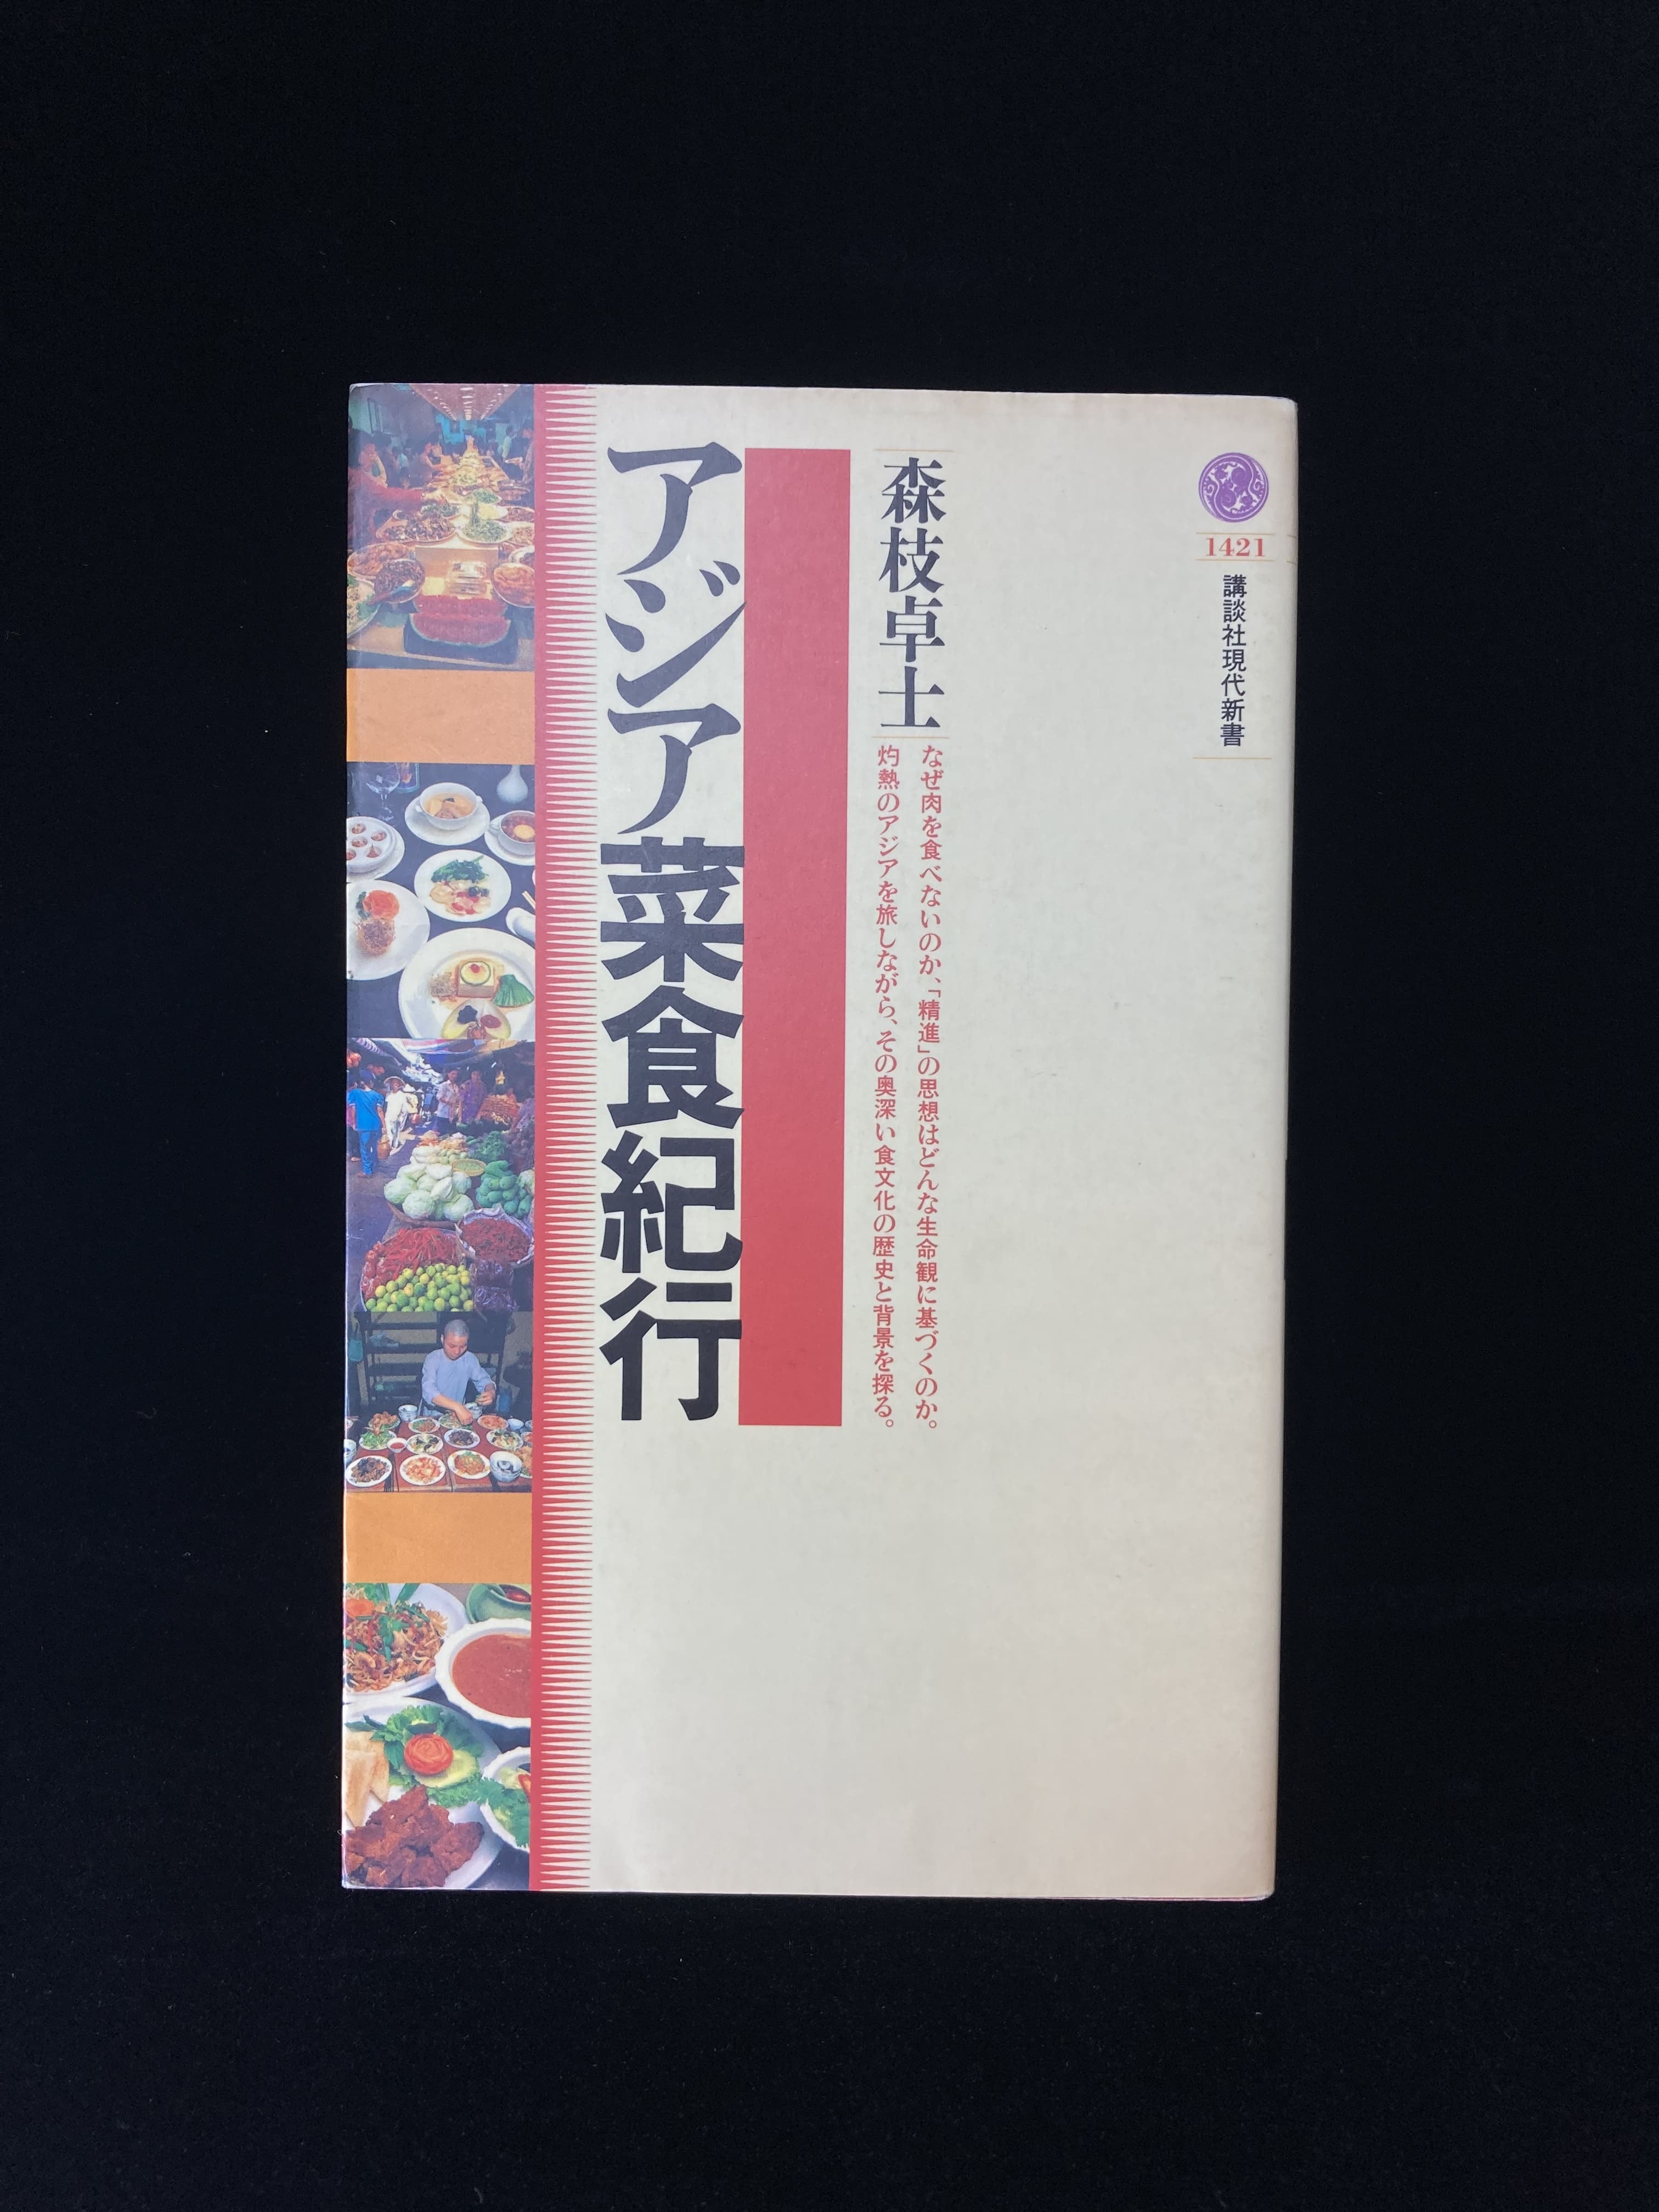 1421
講談社現代新書
森枝卓士
なぜ肉を食べないのか、「精進」の思想はどんな生命観に基づくのか。
灼熱のアジアを旅しながら、その奥深い食文化の歴史と背景を探る。
アジア菜食紀行